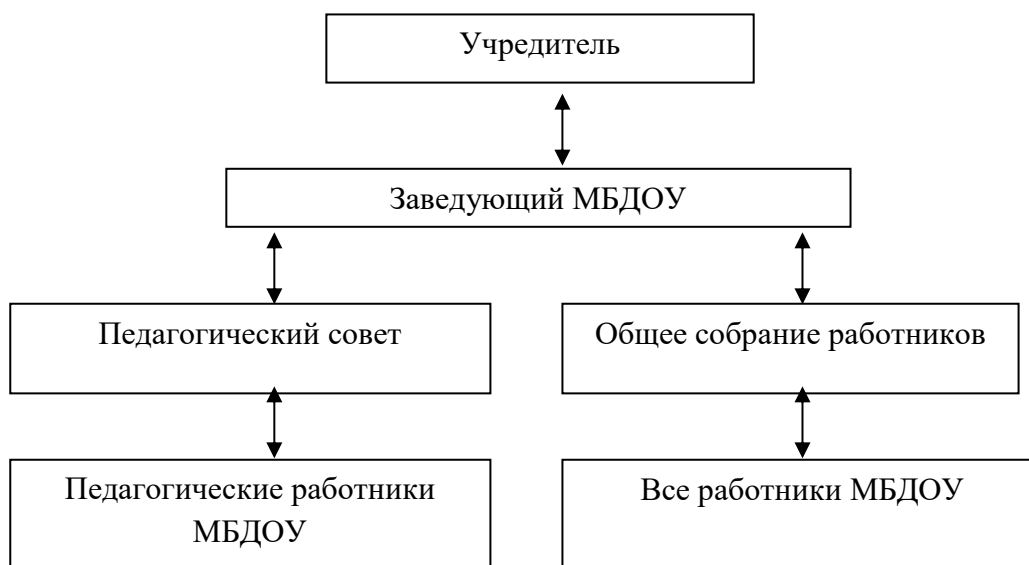 Учредитель
Заведующий МБДОУ
Педагогический совет
Общее собрание работников
Педагогические работники
МБДОУ
Все работники МБДОУ